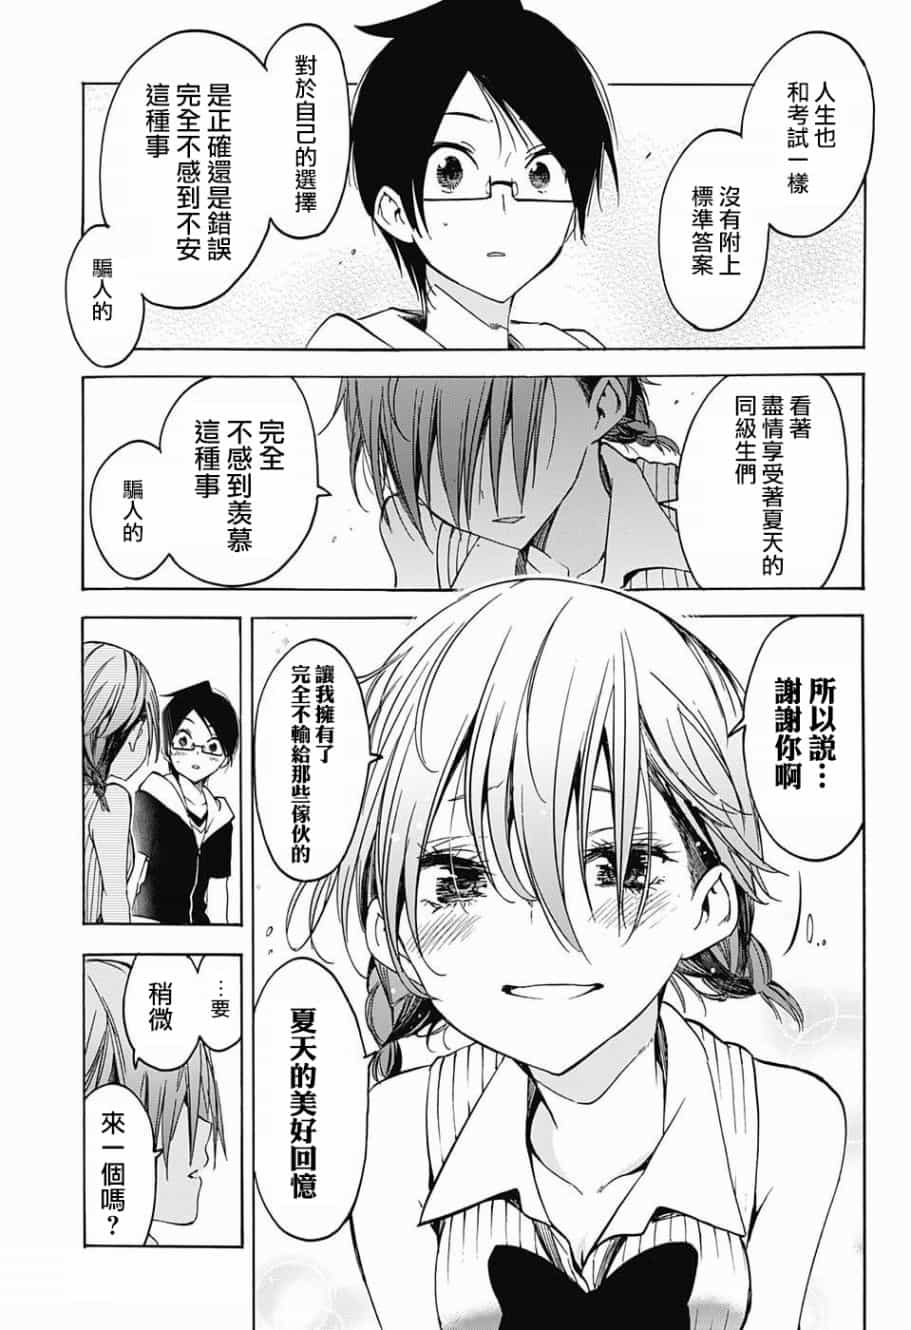 人生也
和考試一樣
沒有附上
標準答案
對於自己的選擇
是正確還是錯誤
完全不感到不安
這種事
騙人的
看著
盡情享受著夏天的
同級生們
完全
不感到羨慕
這種事
騙人的
所以說…
謝謝你啊
讓我擁有了
完全不輸給那些傢伙的
夏天的美好回憶
…要
稍微
來一個嗎?